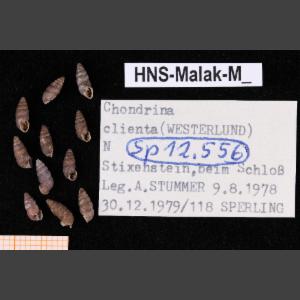 HNS-Malak-M_
Chondrina
clienta(WESTERLUND)
N Sp 12.556
Stixenstein,beim Schloß
Leg.A.STUMMER 9.8.1978
30.12.1979/118 SPERLING